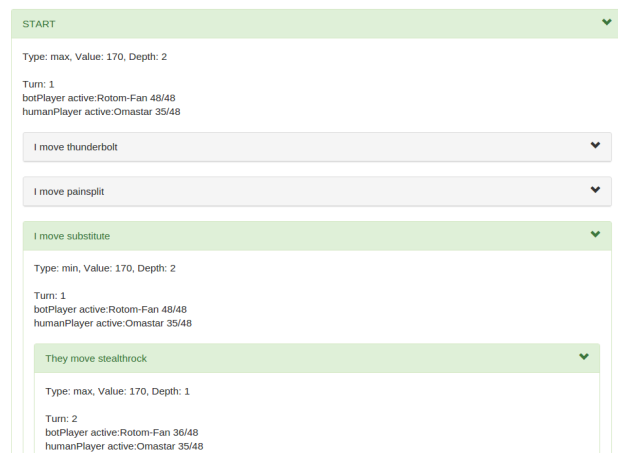 START
Type: max, Value: 170, Depth: 2
Turn: 1
botPlayer active:Rotom-Fan 48/48
humanPlayer active:Omastar 35/48
I move thunderbolt
I move painsplit
I move substitute
Type: min, Value: 170, Depth: 2
Turn: 1
botPlayer active:Rotom-Fan 48/48
humanPlayer active:Omastar 35/48
They move stealthrock
Type: max, Value: 170, Depth: 1
Turn: 2
botPlayer active:Rotom-Fan 36/48
humanPlayer active:Omastar 35/48